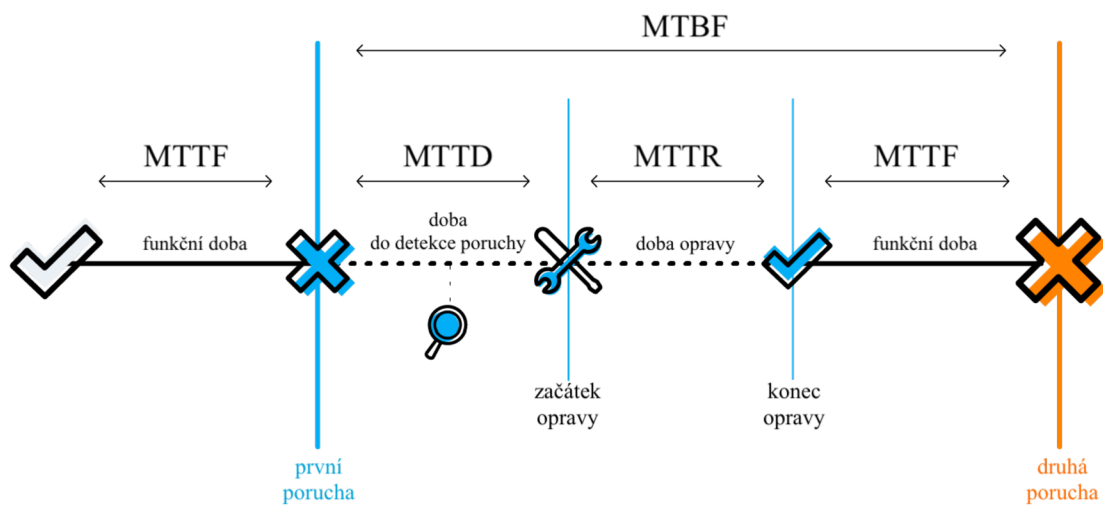 MTBF
MTTF
MTTD
MTTR
MTTF
funkční doba
doba
do detekce poruchy
doba opravy
funkční doba
začátek
opravy
konec
opravy
první
porucha
druhá
porucha